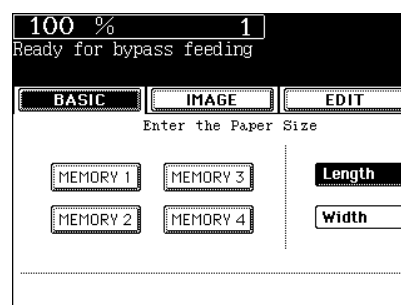 100 % 1
Ready for bypass feeding
BASIC IMAGE EDIT
Enter the Paper Size
MEMORY 1 MEMORY 3 Length
MEMORY 2 MEMORY 4 Width